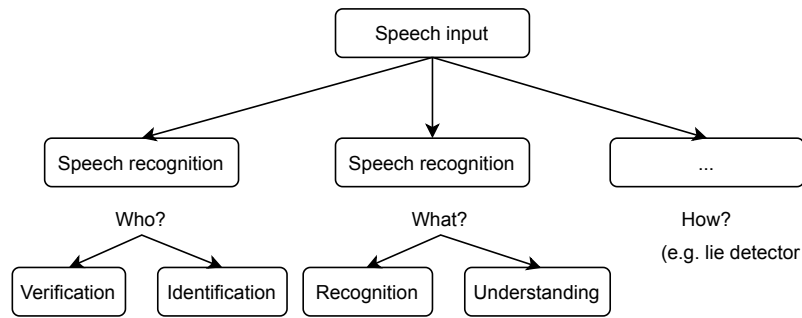 Speech input
Speech recognition
Speech recognition
...
Who?
What?
How?
(e.g. lie detector
Verification
Identification
Recognition
Understanding